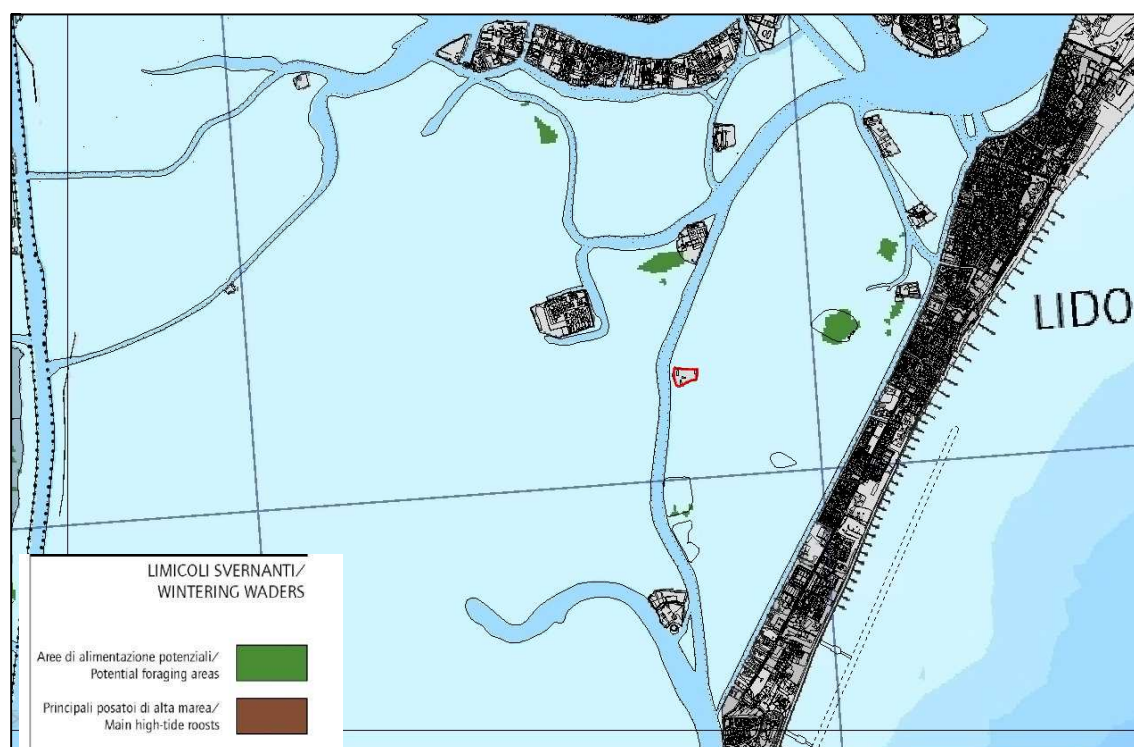 LIDO
LIMICOLI SVERNANTI/
WINTERING WADERS
Aree di alimentazione potenziali/
Potential foraging areas
Principali posatoi di alta marea/
Main high-tide roosts